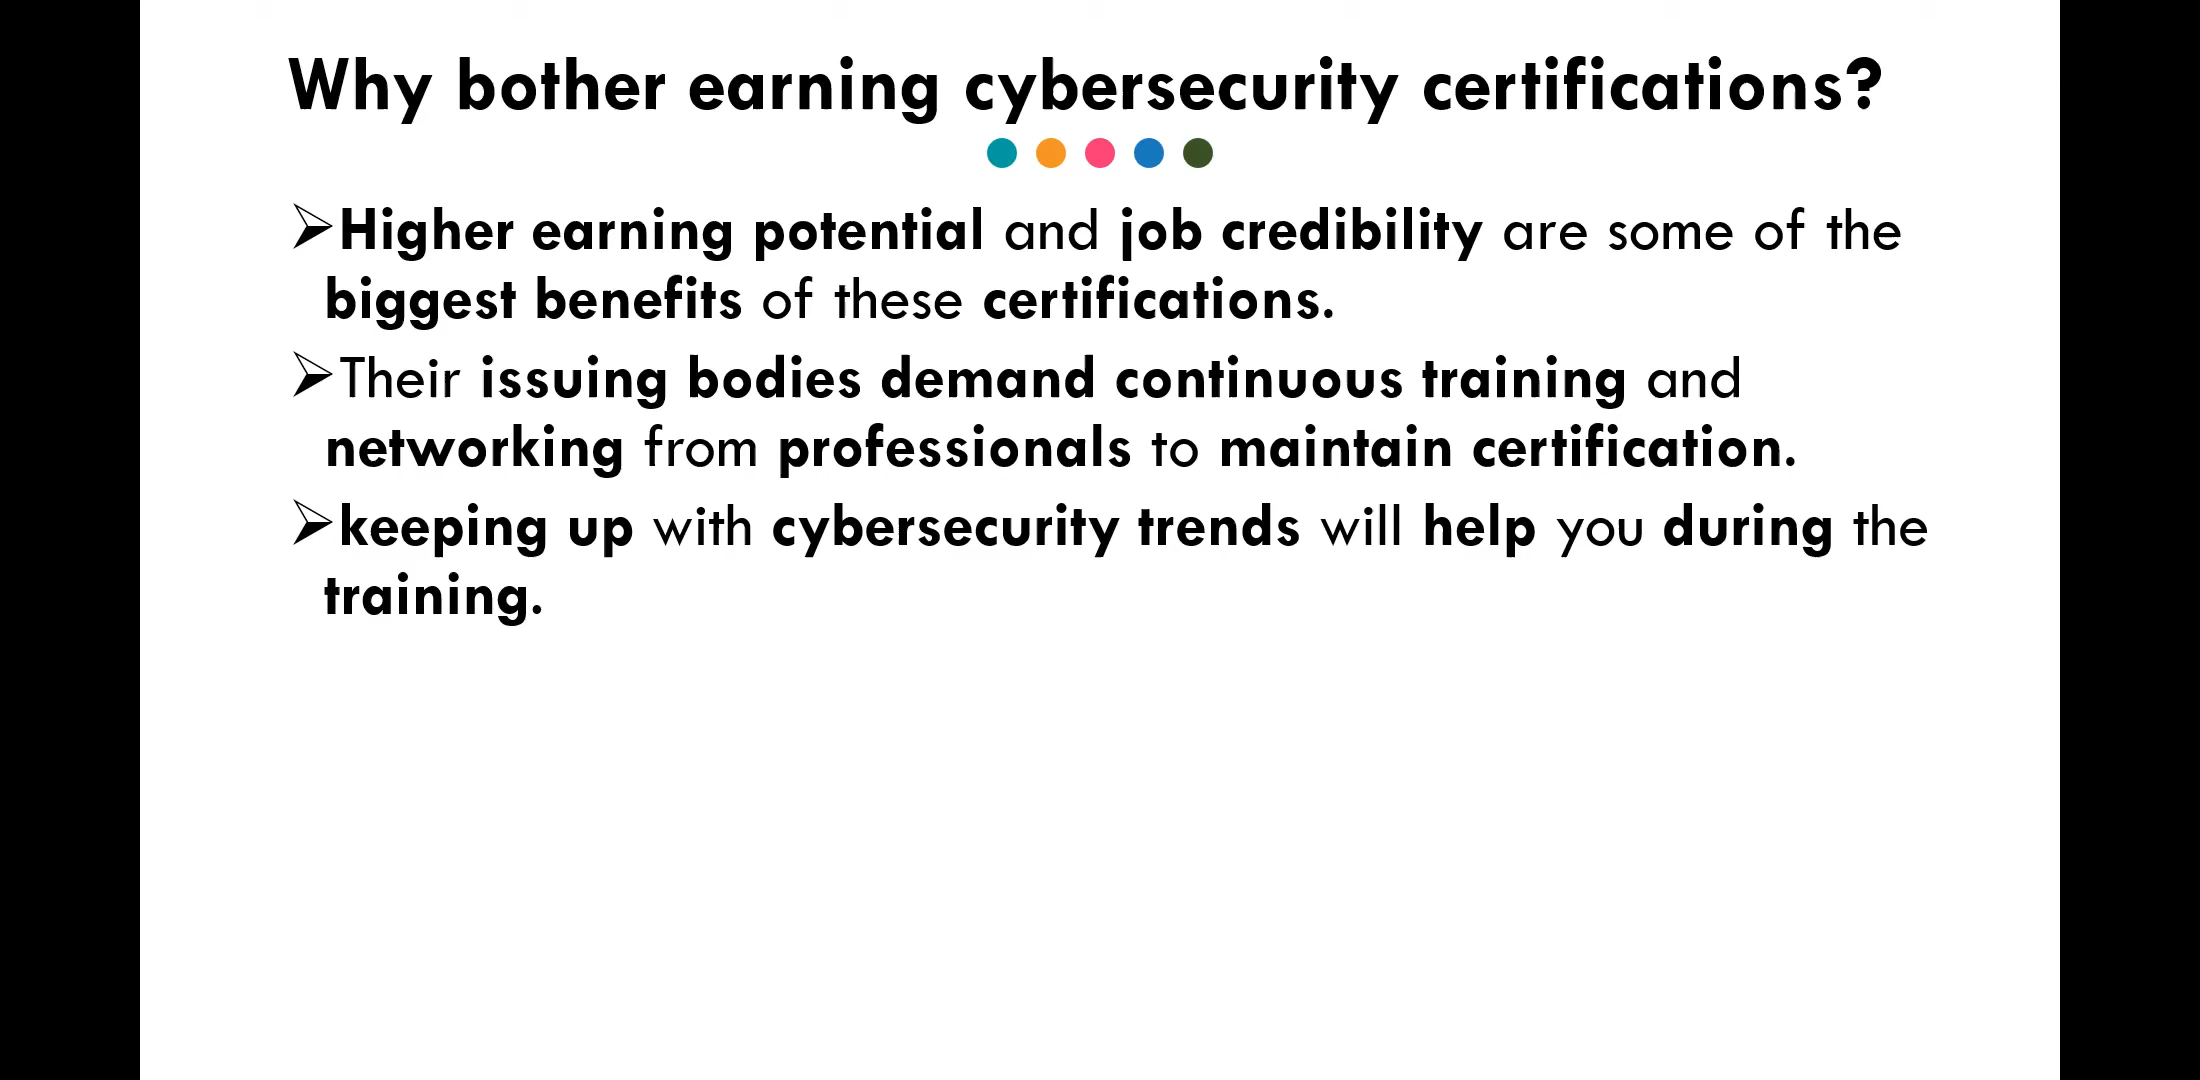 Why bother earning cybersecurity certifications?
➢Higher earning potential and job credibility are some of the
biggest benefits of these certifications.
➢Their issuing bodies demand continuous training and
networking from professionals to maintain certification.
➢keeping up with cybersecurity trends will help you during the
training.